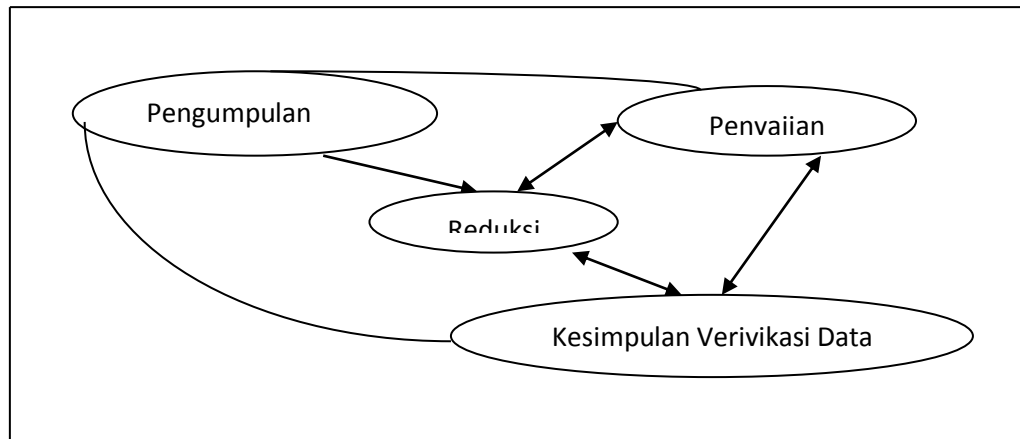 Pengumpulan
Penyajian
Reduksi
Kesimpulan Verivikasi Data